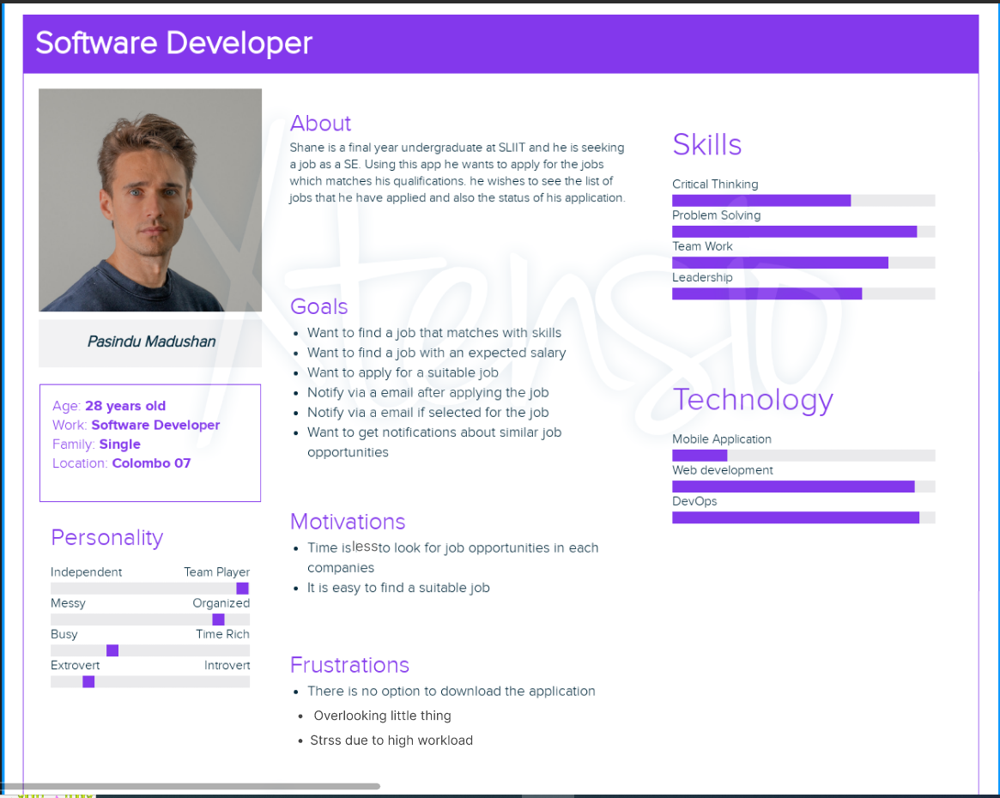 Software Developer
Pasindu Madushan
Age: 28 years old
Work: Software Developer
Family: Single
Location: Colombo 07
Personality
Independent Team Player
Messy Organized
Busy Time Rich
Extrovert Introvert
About
Shane is a final year undergraduate at SLIIT and he is seeking
a job as a SE. Using this app he wants to apply for the jobs
which matches his qualifications. he wishes to see the list of
jobs that he have applied and also the status of his application.
Goals
• Want to find a job that matches with skills
• Want to find a job with an expected salary
• Want to apply for a suitable job
• Notify via a email after applying the job
• Notify via a email if selected for the job
• Want to get notifications about similar job
opportunities
Motivations
• Time is less to look for job opportunities in each
companies
• It is easy to find a suitable job
Frustrations
• There is no option to download the application
• Overlooking little thing
• Strss due to high workload
Skills
Critical Thinking
Problem Solving
Team Work
Leadership
Technology
Mobile Application
Web development
DevOps
Xtensio